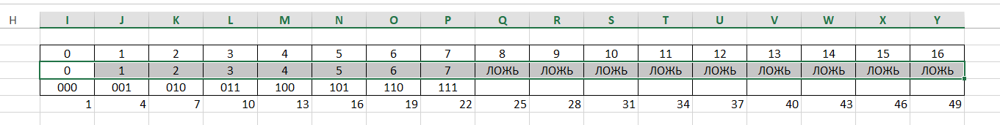 H I J K L M N O P Q R S T U V W X Y
0 1 2 3 4 5 6 7 8 9 10 11 12 13 14 15 16
0 1 2 3 4 5 6 7 ЛОЖЬ ЛОЖЬ ЛОЖЬ ЛОЖЬ ЛОЖЬ ЛОЖЬ ЛОЖЬ ЛОЖЬ ЛОЖЬ
000 001 010 011 100 101 110 111
1 4 7 10 13 16 19 22 25 28 31 34 37 40 43 46 49